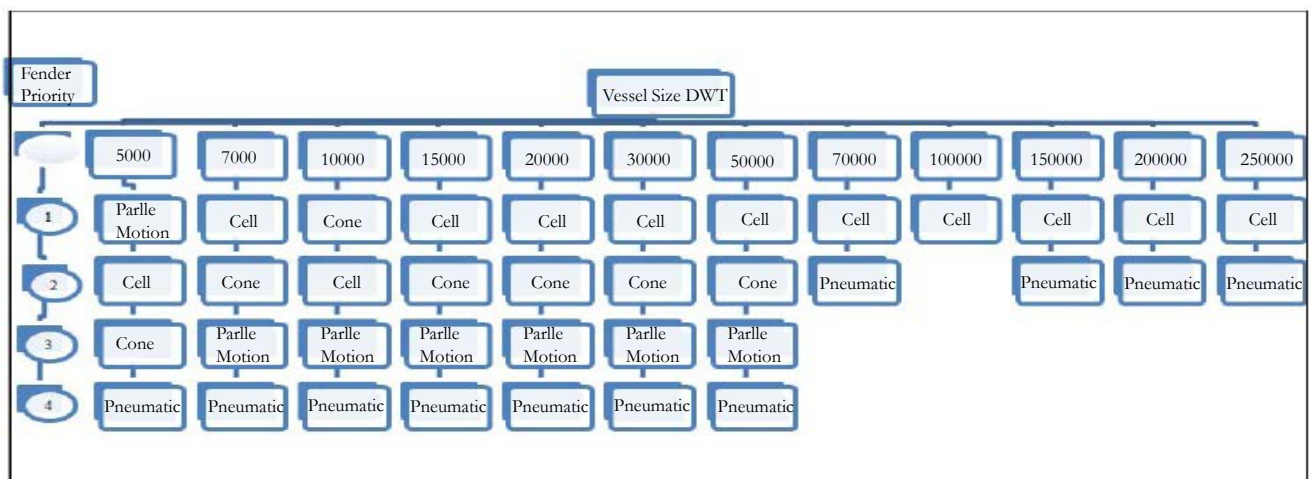 Fender
Priority
Vessel Size DWT
5000 7000 10000 15000 20000 30000 50000 70000 100000 150000 200000 250000
1 Parlle Motion Cell Cone Cell Cell Cell Cell Cell Cell Cell Cell Cell
2 Cell Cone Cell Cone Cone Cone Cone Pneumatic Pneumatic Pneumatic Pneumatic
3 Cone Parlle Motion Parlle Motion Parlle Motion Parlle Motion Parlle Motion Parlle Motion
4 Pneumatic Pneumatic Pneumatic Pneumatic Pneumatic Pneumatic Pneumatic